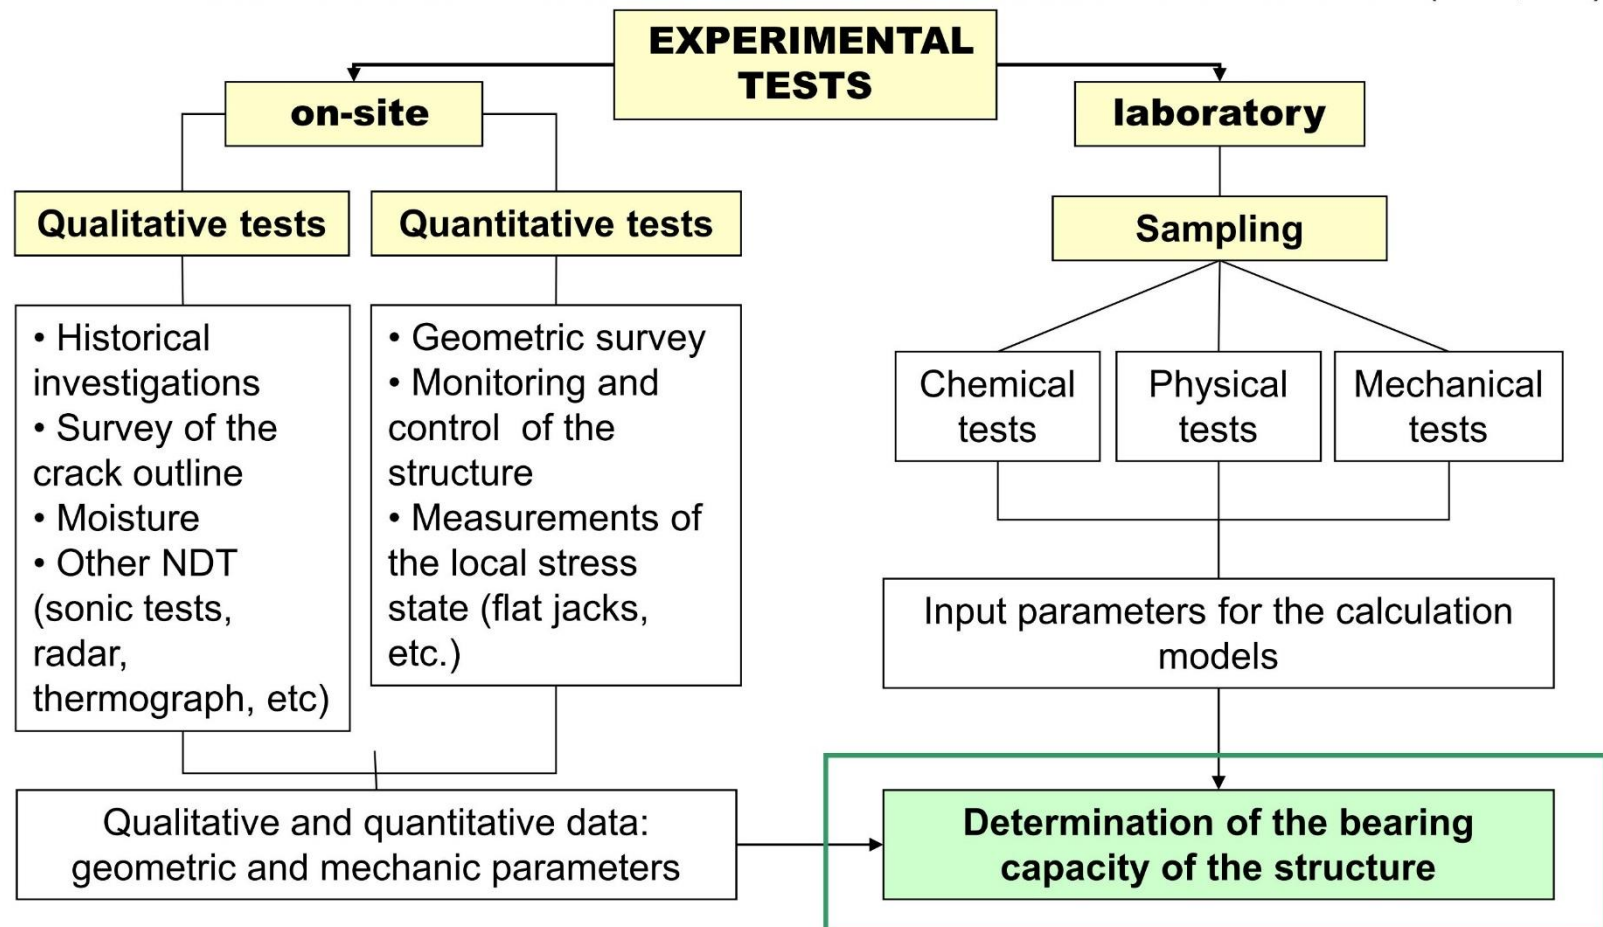 EXPERIMENTAL
TESTS
on-site
laboratory
Qualitative tests
Quantitative tests
Sampling
• Historical
investigations
• Survey of the
crack outline
• Moisture
• Other NDT
(sonic tests,
radar,
thermograph, etc)
• Geometric survey
• Monitoring and
control of the
structure
• Measurements of
the local stress
state (flat jacks,
etc.)
Chemical
tests
Physical
tests
Mechanical
tests
Input parameters for the calculation
models
Qualitative and quantitative data:
geometric and mechanic parameters
Determination of the bearing
capacity of the structure